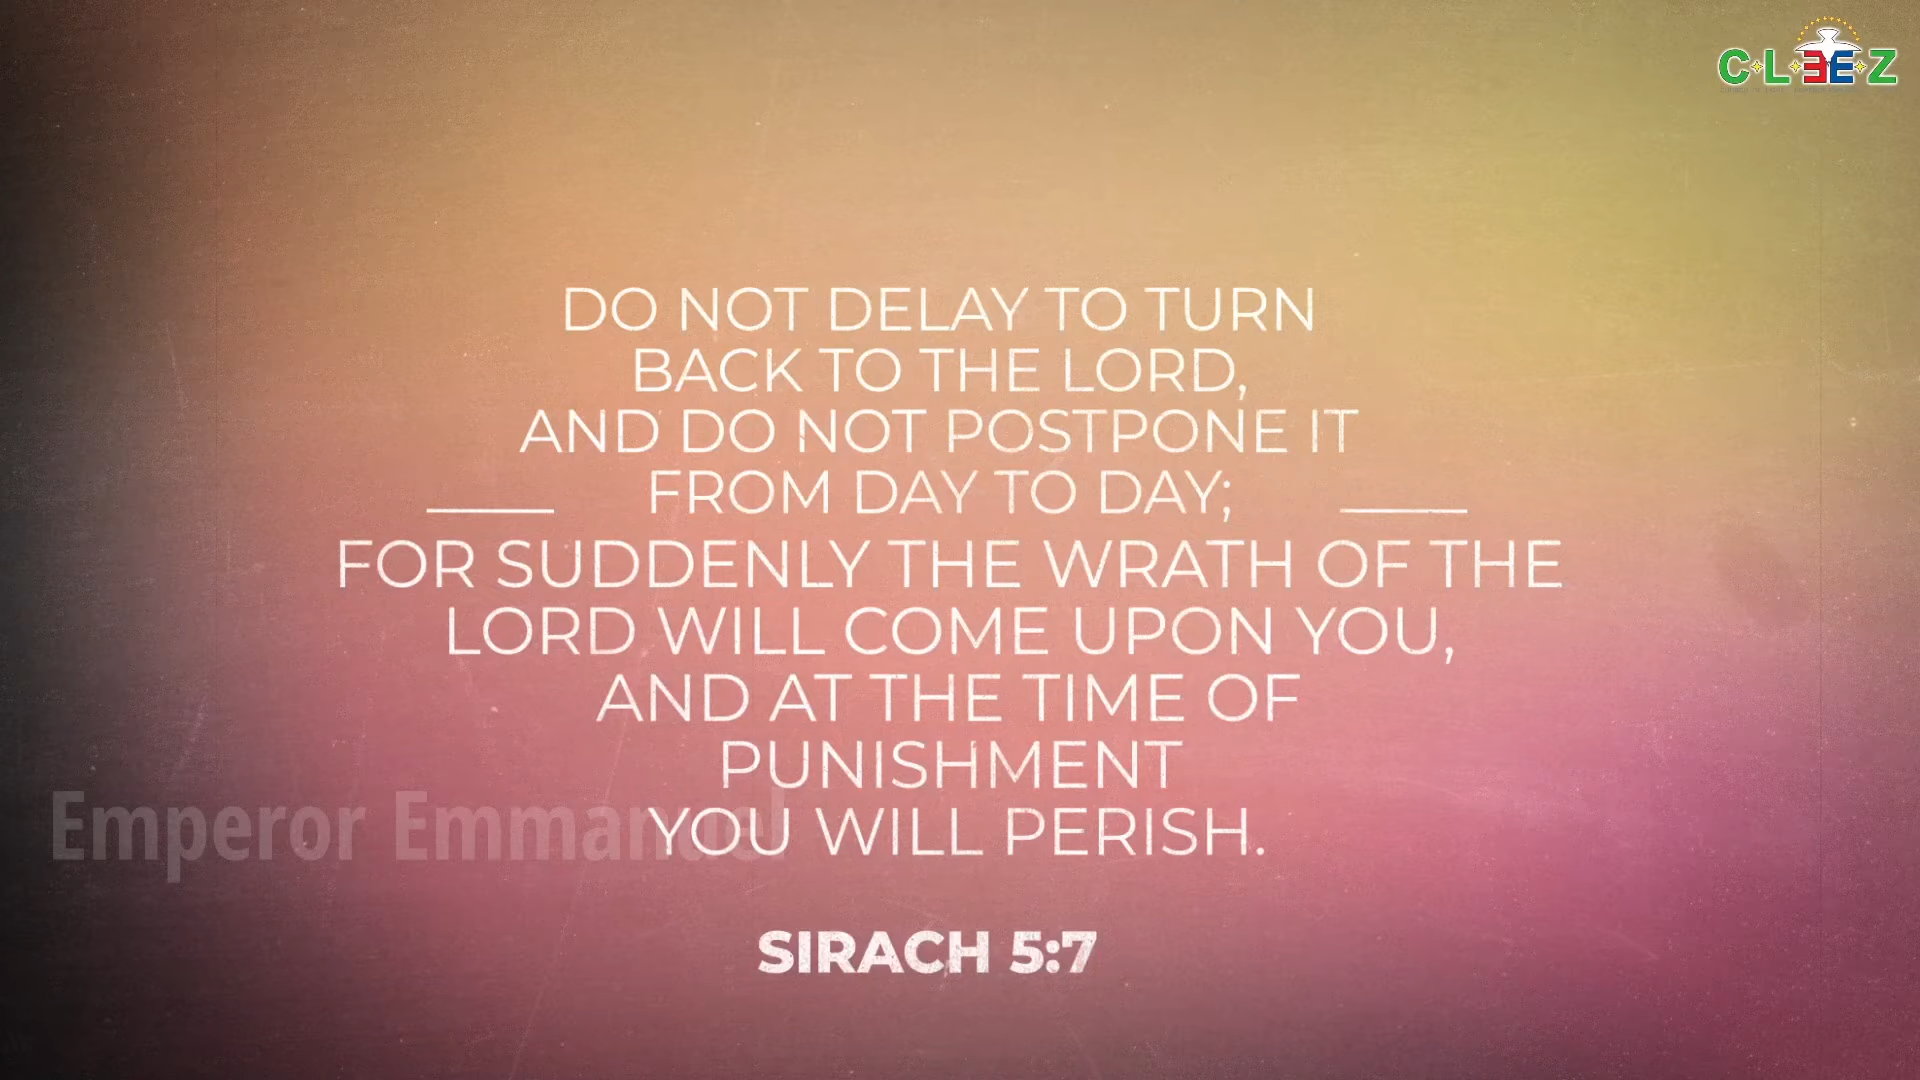 C L E E Z
DO NOT DELAY TO TURN
BACK TO THE LORD,
AND DO NOT POSTPONE IT
FROM DAY TO DAY;
FOR SUDDENLY THE WRATH OF THE
LORD WILL COME UPON YOU,
AND AT THE TIME OF
PUNISHMENT
YOU WILL PERISH.
Emperor Emmanuel
SIRACH 5:7